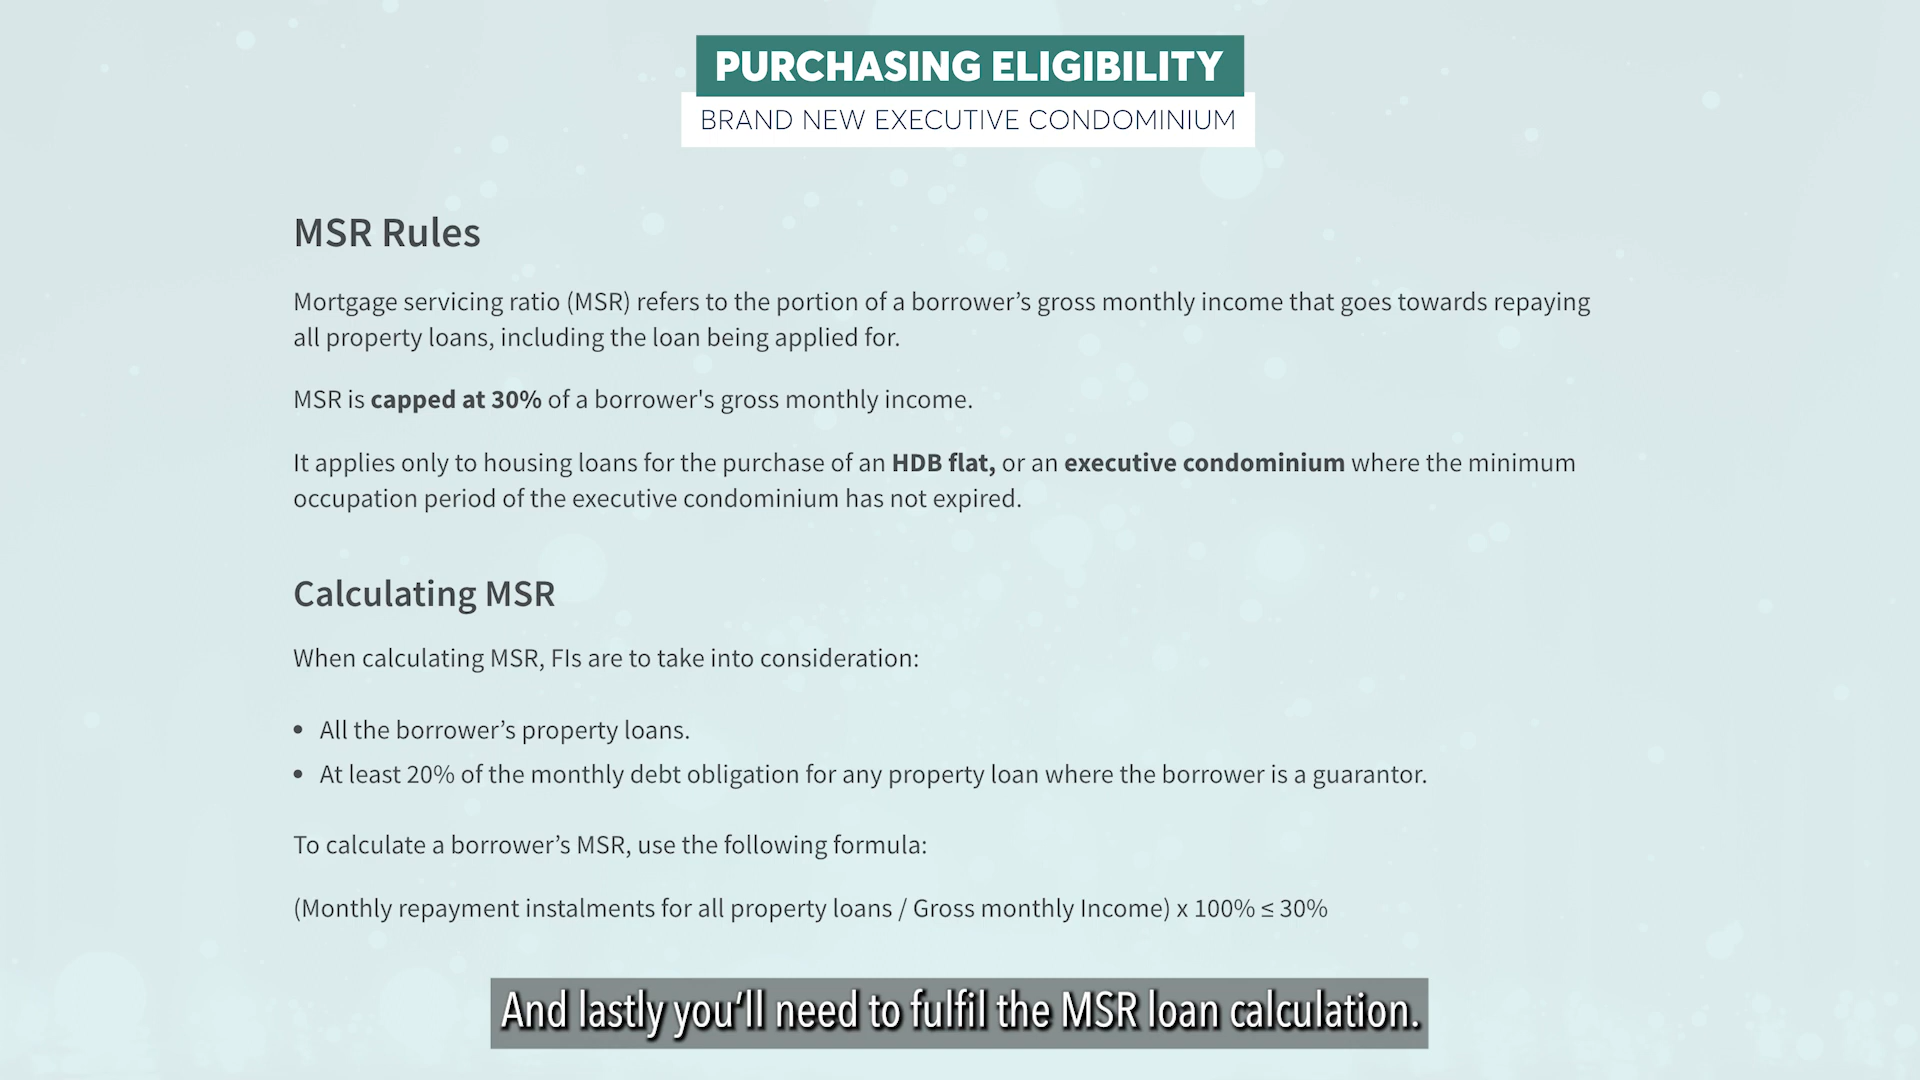 PURCHASING ELIGIBILITY
BRAND NEW EXECUTIVE CONDOMINIUM
MSR Rules
Mortgage servicing ratio (MSR) refers to the portion of a borrower’s gross monthly income that goes towards repaying
all property loans, including the loan being applied for.
MSR is capped at 30% of a borrower's gross monthly income.
It applies only to housing loans for the purchase of an HDB flat, or an executive condominium where the minimum
occupation period of the executive condominium has not expired.
Calculating MSR
When calculating MSR, FIs are to take into consideration:
• All the borrower’s property loans.
• At least 20% of the monthly debt obligation for any property loan where the borrower is a guarantor.
To calculate a borrower’s MSR, use the following formula:
(Monthly repayment instalments for all property loans / Gross monthly Income) x 100% ≤ 30%
And lastly you‘ll need to fulfil the MSR loan calculation.